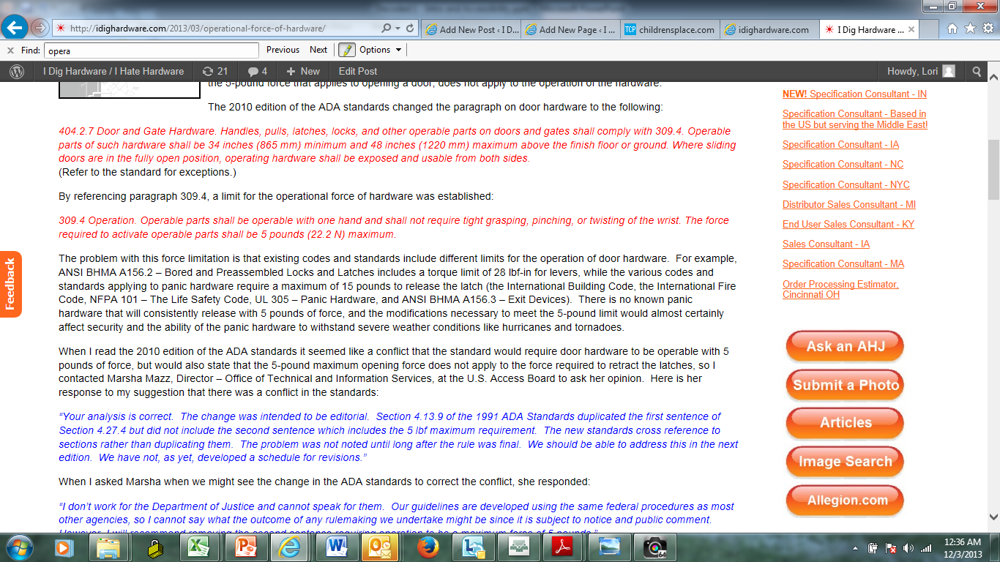 http://idighardware.com/2013/03/operational-force-of-hardware/
Add New Post ‹ I D...
Add New Page ‹ I ...
TCP childrensplace.com
idighardware.com
I Dig Hardware ...
x Find: opera
Previous Next Options
I Dig Hardware / I Hate Hardware 21 4 + New Edit Post Howdy, Lori
the 5-pound force that applies to opening a door, does not apply to the operation of the hardware.
The 2010 edition of the ADA standards changed the paragraph on door hardware to the following:
404.2.7 Door and Gate Hardware. Handles, pulls, latches, locks, and other operable parts on doors and gates shall comply with 309.4. Operable
parts of such hardware shall be 34 inches (865 mm) minimum and 48 inches (1220 mm) maximum above the finish floor or ground. Where sliding
doors are in the fully open position, operating hardware shall be exposed and usable from both sides.
(Refer to the standard for exceptions.)
By referencing paragraph 309.4, a limit for the operational force of hardware was established:
309.4 Operation. Operable parts shall be operable with one hand and shall not require tight grasping, pinching, or twisting of the wrist. The force
required to activate operable parts shall be 5 pounds (22.2 N) maximum.
The problem with this force limitation is that existing codes and standards include different limits for the operation of door hardware. For example,
ANSI BHMA A156.2 – Bored and Preassembled Locks and Latches includes a torque limit of 28 lbf-in for levers, while the various codes and
standards applying to panic hardware require a maximum of 15 pounds to release the latch (the International Building Code, the International Fire
Code, NFPA 101 – The Life Safety Code, UL 305 – Panic Hardware, and ANSI BHMA A156.3 – Exit Devices). There is no known panic
hardware that will consistently release with 5 pounds of force, and the modifications necessary to meet the 5-pound limit would almost certainly
affect security and the ability of the panic hardware to withstand severe weather conditions like hurricanes and tornadoes.
When I read the 2010 edition of the ADA standards it seemed like a conflict that the standard would require door hardware to be operable with 5
pounds of force, but would also state that the 5-pound maximum opening force does not apply to the force required to retract the latches, so I
contacted Marsha Mazz, Director – Office of Technical and Information Services, at the U.S. Access Board to ask her opinion. Here is her
response to my suggestion that there was a conflict in the standards:
“Your analysis is correct. The change was intended to be editorial. Section 4.13.9 of the 1991 ADA Standards duplicated the first sentence of
Section 4.27.4 but did not include the second sentence which includes the 5 lbf maximum requirement. The new standards cross reference to
sections rather than duplicating them. The problem was not noted until long after the rule was final. We should be able to address this in the next
edition. We have not, as yet, developed a schedule for revisions.”
When I asked Marsha when we might see the change in the ADA standards to correct the conflict, she responded:
“I don’t work for the Department of Justice and cannot speak for them. Our guidelines are developed using the same federal procedures as most
other agencies, so I cannot say what the outcome of any rulemaking we undertake might be since it is subject to notice and public comment.
However, I will recommend removing the second sentence requiring operation to be a maximum force of 5 pounds.”
Feedback
NEW! Specification Consultant - IN
Specification Consultant - Based in
the US but serving the Middle East!
Specification Consultant - IA
Specification Consultant - NC
Specification Consultant - NYC
Distributor Sales Consultant - MI
End User Sales Consultant - KY
Sales Consultant - IA
Specification Consultant - MA
Order Processing Estimator,
Cincinnati OH
Ask an AHJ
Submit a Photo
Articles
Image Search
Allegion.com
64
12:36 AM
12/3/2013